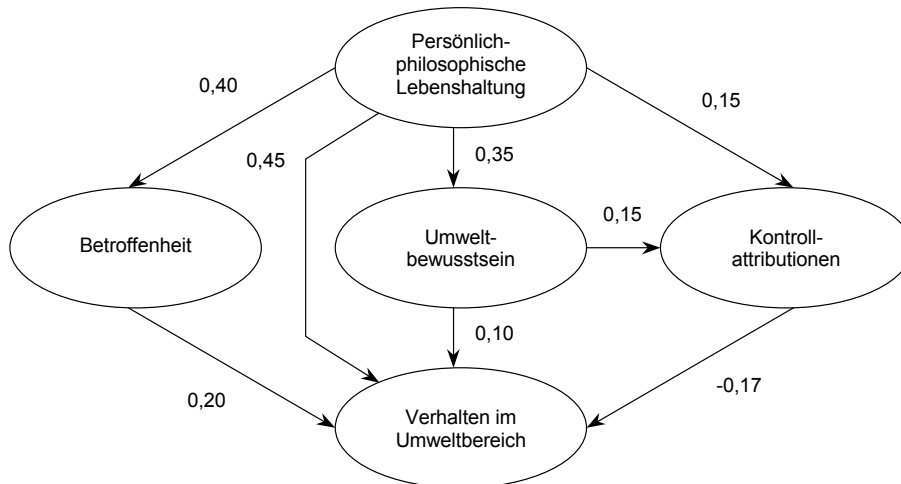 Persönlich-
philosophische
Lebenshaltung
0,40
0,15
0,45
0,35
Betroffenheit
Umwelt-
bewusstsein
0,15
Kontroll-
attributionen
0,10
0,20
-0,17
Verhalten im
Umweltbereich